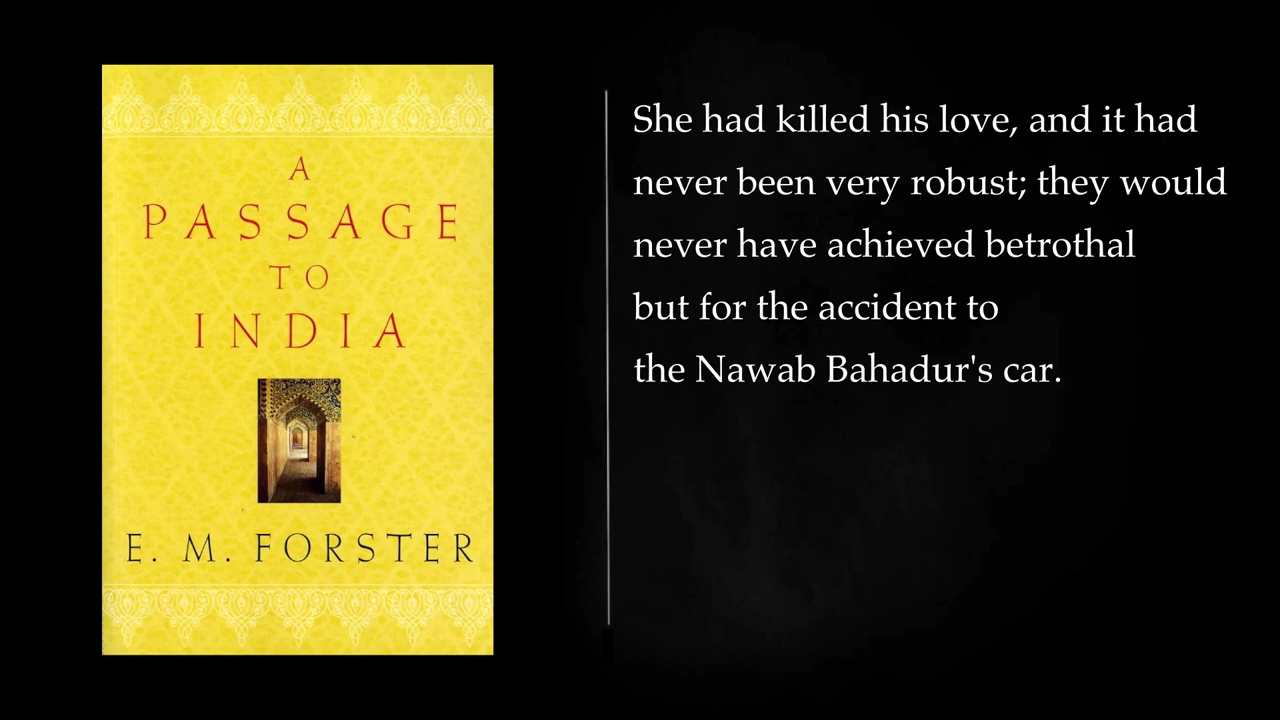 A
PASSAGE
TO
INDIA
E. M. FORSTER
She had killed his love, and it had
never been very robust; they would
never have achieved betrothal
but for the accident to
the Nawab Bahadur's car.